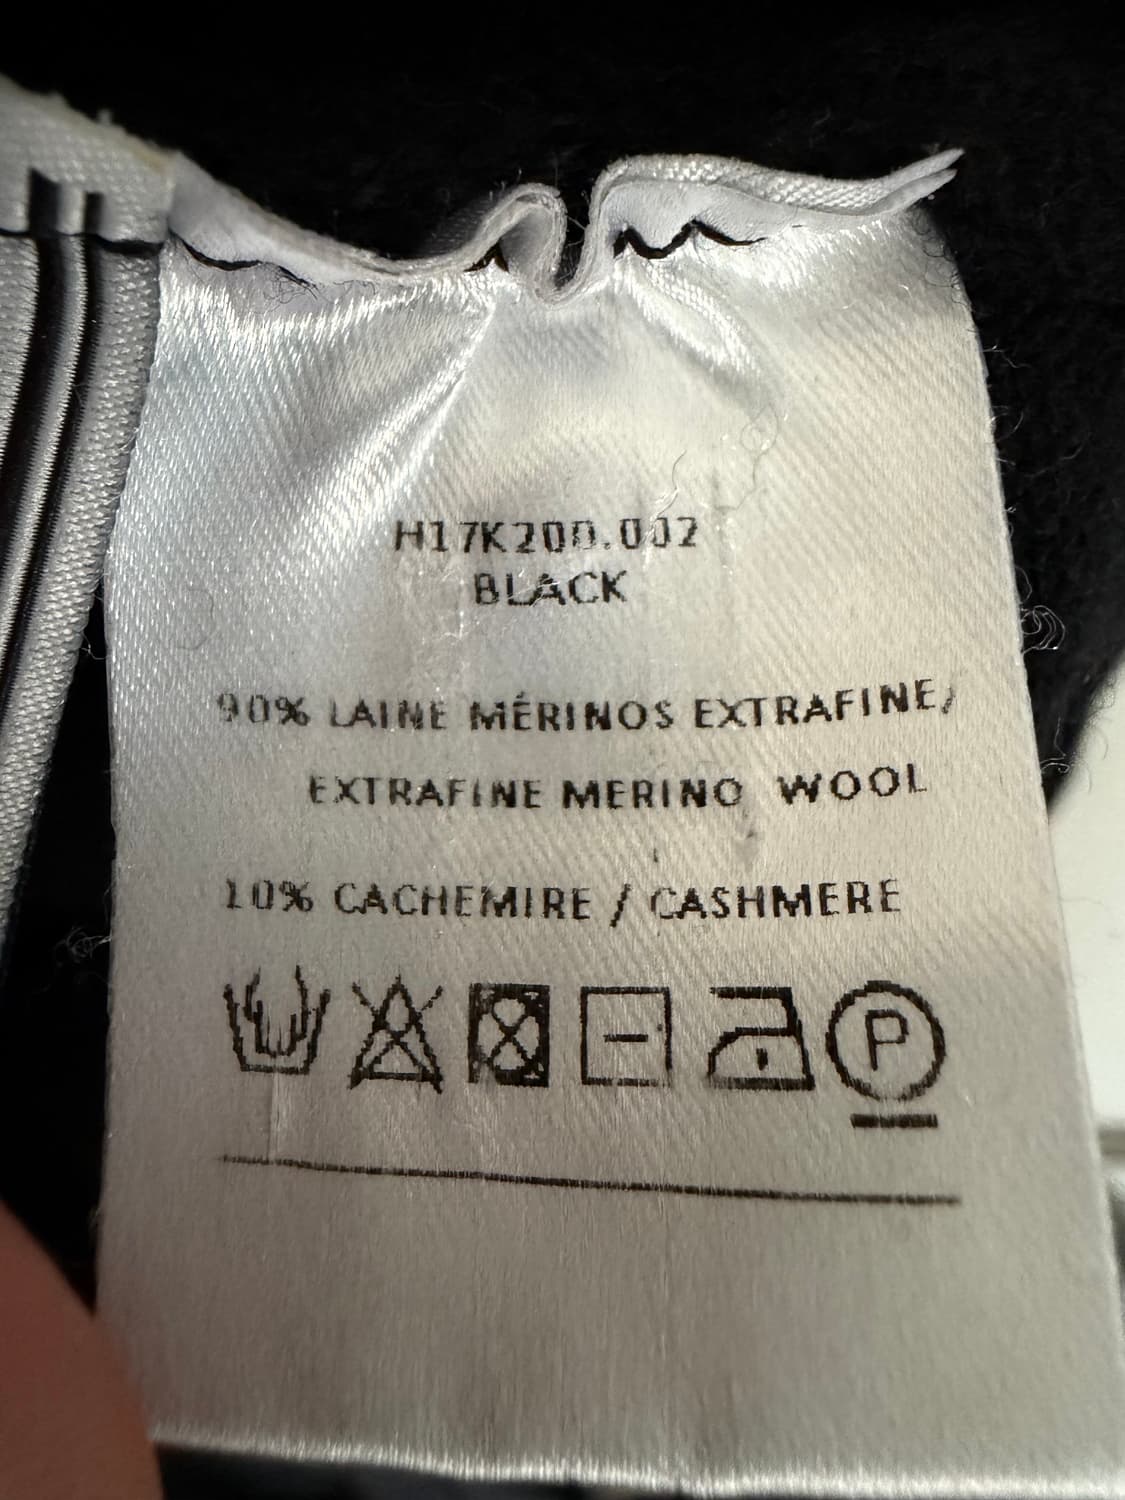 H17K200.002
BLACK
90% LAINE MÉRINOS EXTRAFINE/
EXTRAFINE MERINO WOOL
10% CACHEMIRE / CASHMERE
P